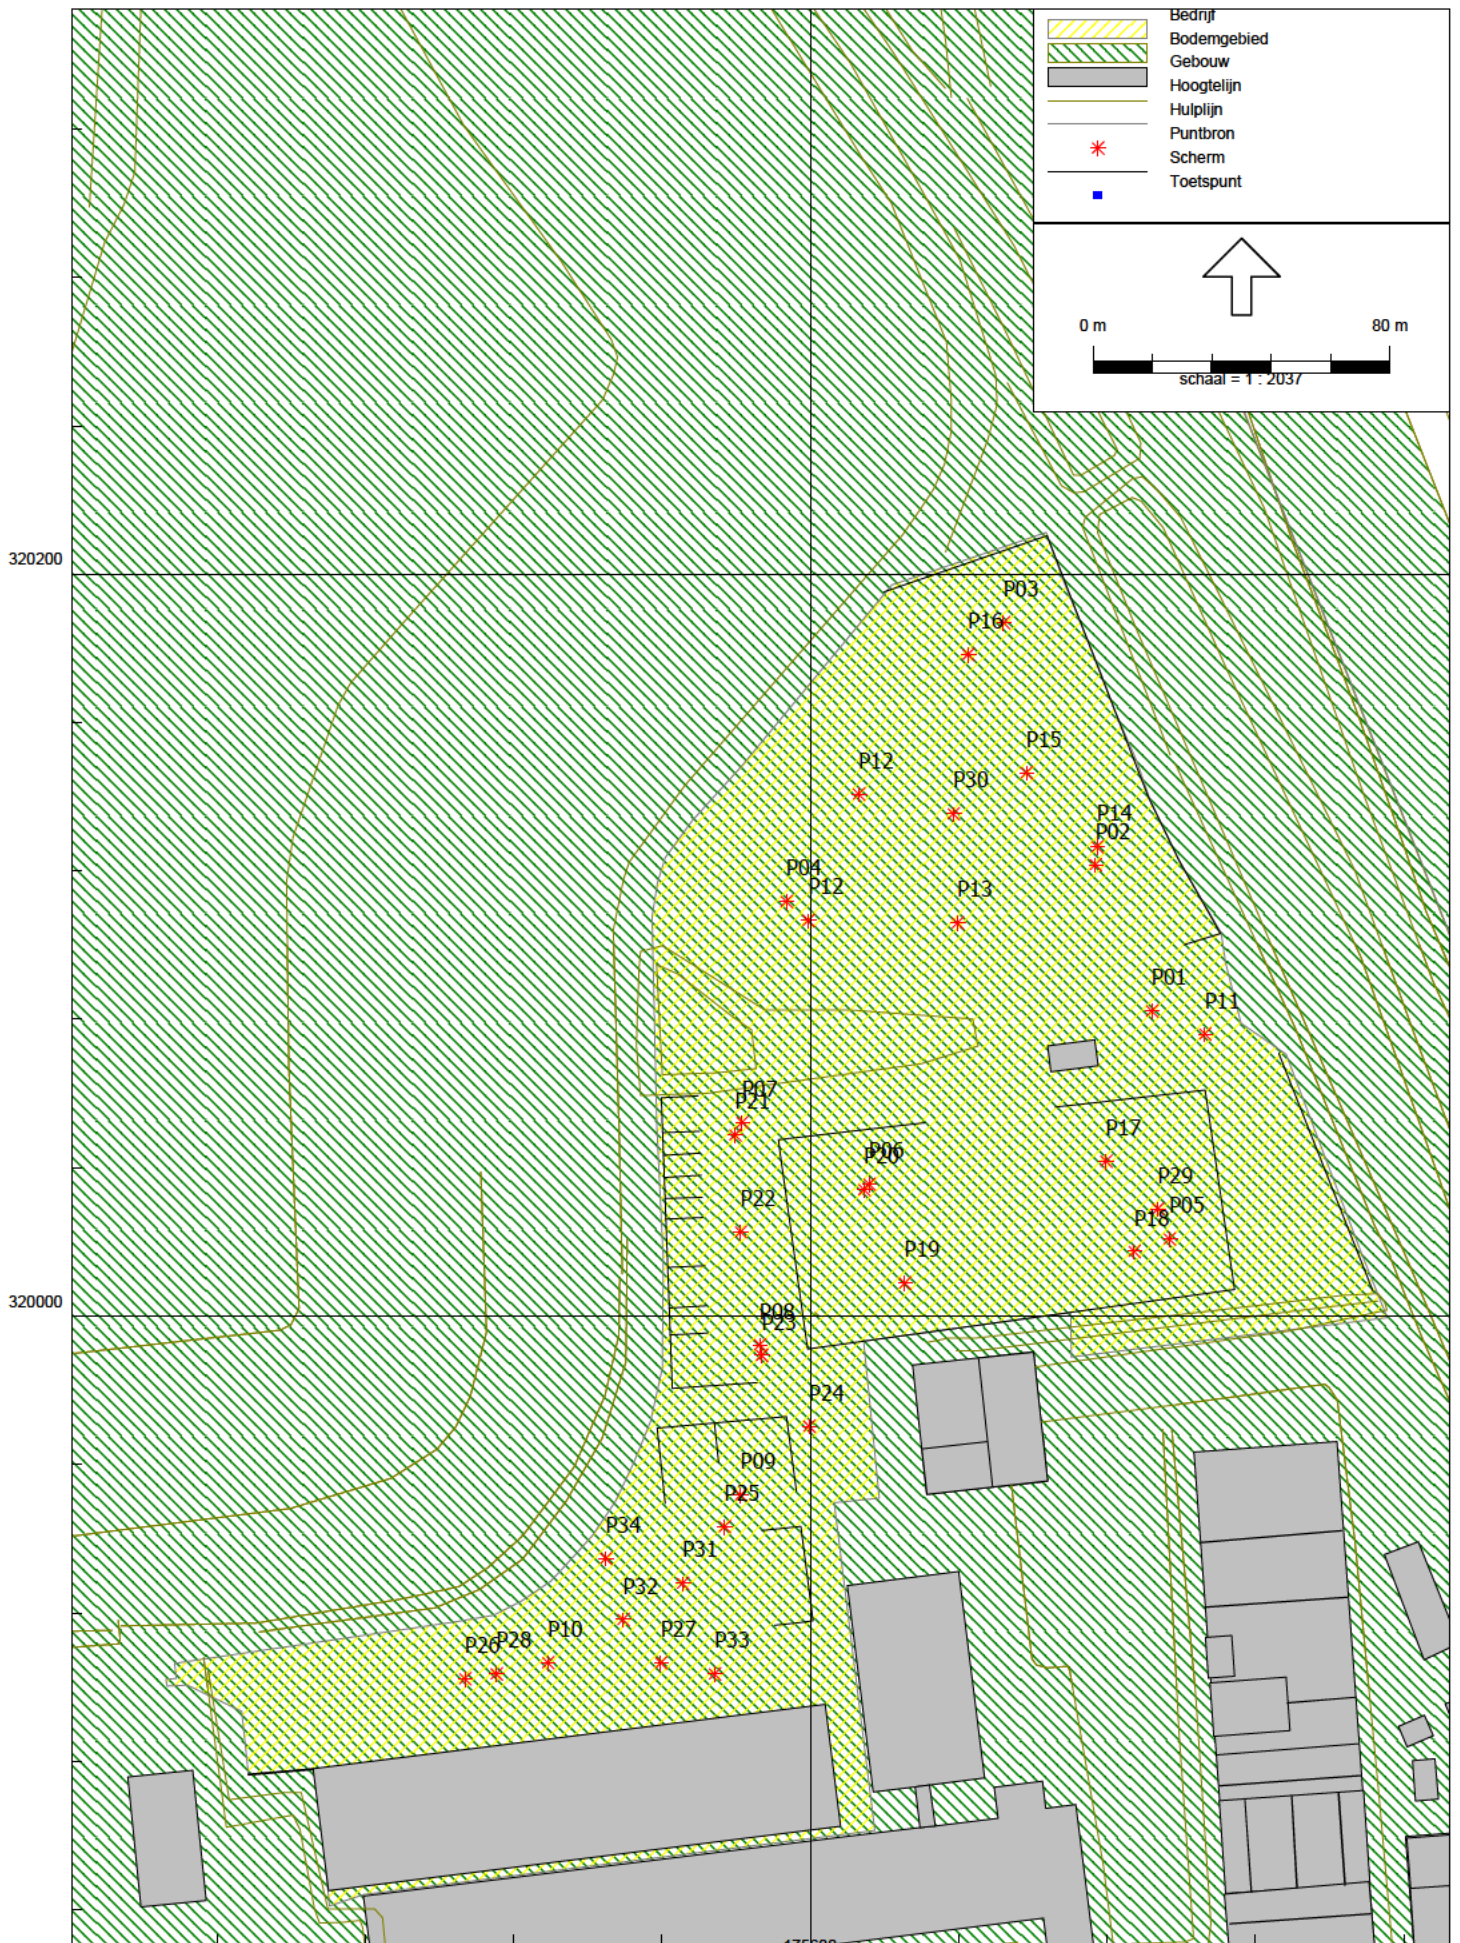 Bedrijf
Bodemgebied
Gebouw
Hoogtelijn
Hulplijn
Puntbron
Scherm
Toetspunt
0 m 80 m
schaal = 1 : 2037
320200
P03
P16
P15
P12
P30
P14
P02
P04
P12
P13
P01
P11
P07
P21
P17
P06
P20
P29
P22
P05
P18
P19
320000
P08
P23
P24
P09
P25
P34
P31
P32
P10
P27
P33
P28
P26